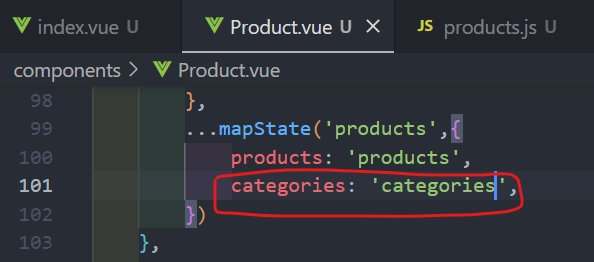 index.vue U
Product.vue U
JS products.js
components > Product.vue
98 },
99 ...mapState('products',{
100 products: 'products',
101 categories: 'categories',
102 })
103 },